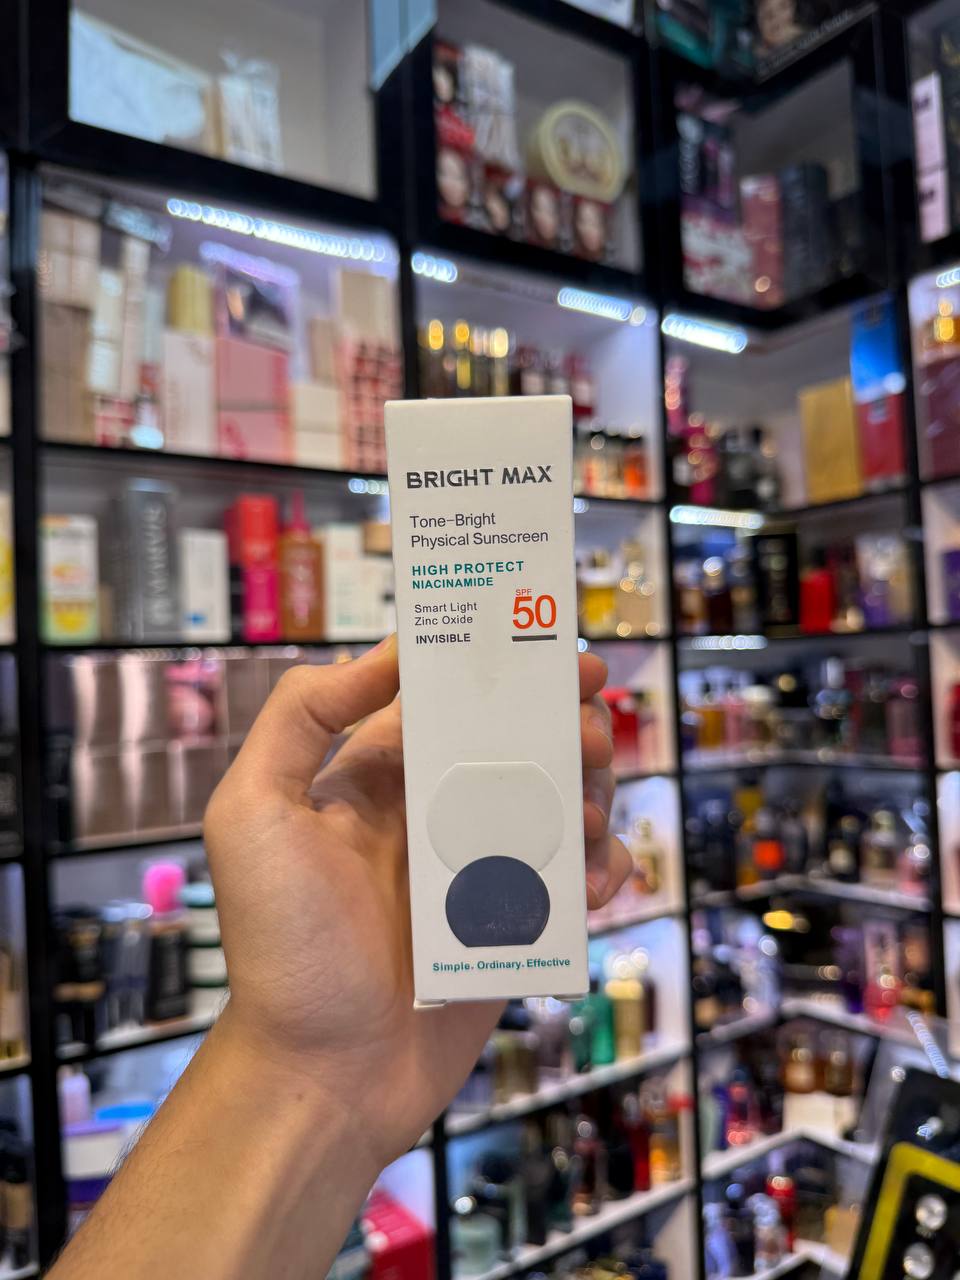 BRIGHT MAX
Tone-Bright
Physical Sunscreen
HIGH PROTECT
NIACINAMIDE
Smart Light
Zinc Oxide
INVISIBLE
SPF
50
Simple. Ordinary. Effective